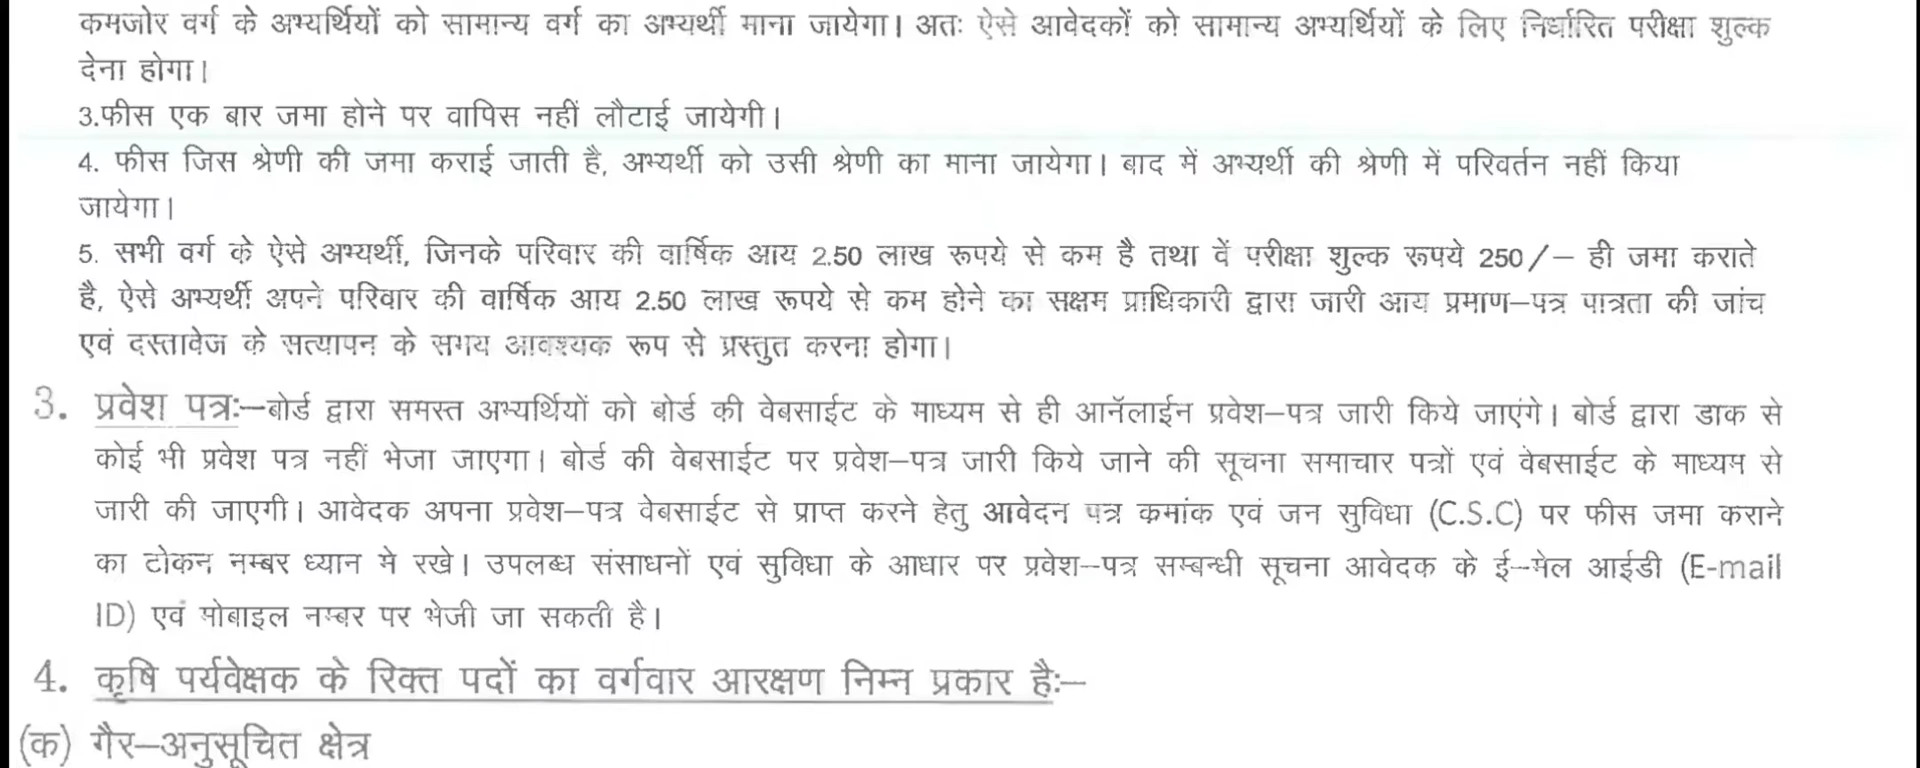 कमजोर वर्ग के अभ्यर्थियों को सामान्य वर्ग का अभ्यर्थी माना जायेगा। अतः ऐसे आवेदकों को सामान्य अभ्यर्थियों के लिए निर्धारित परीक्षा शुल्क
देना होगा।
3.फीस एक बार जमा होने पर वापिस नहीं लौटाई जायेगी।
4. फीस जिस श्रेणी की जमा कराई जाती है, अभ्यर्थी को उसी श्रेणी का माना जायेगा। बाद में अभ्यर्थी की श्रेणी में परिवर्तन नहीं किया
जायेगा।
5. सभी वर्ग के ऐसे अभ्यर्थी, जिनके परिवार की वार्षिक आय 2.50 लाख रूपये से कम है तथा वें परीक्षा शुल्क रूपये 250/– ही जमा कराते
है, ऐसे अभ्यर्थी अपने परिवार की वार्षिक आय 2.50 लाख रूपये से कम होने का सक्षम प्राधिकारी द्वारा जारी आय प्रमाण–पत्र पात्रता की जांच
एवं दस्तावेज के सत्यापन के समय आवश्यक रूप से प्रस्तुत करना होगा।
3. प्रवेश पत्रः–बोर्ड द्वारा समस्त अभ्यर्थियों को बोर्ड की वेबसाईट के माध्यम से ही आनॅलाईन प्रवेश–पत्र जारी किये जाएंगे। बोर्ड द्वारा डाक से
कोई भी प्रवेश पत्र नहीं भेजा जाएगा। बोर्ड की वेबसाईट पर प्रवेश–पत्र जारी किये जाने की सूचना समाचार पत्रों एवं वेबसाईट के माध्यम से
जारी की जाएगी। आवेदक अपना प्रवेश–पत्र वेबसाईट से प्राप्त करने हेतु आवेदन पत्र कमांक एवं जन सुविधा (C.S.C) पर फीस जमा कराने
का टोकन नम्बर ध्यान मे रखे। उपलब्ध संसाधनों एवं सुविधा के आधार पर प्रवेश–पत्र सम्बन्धी सूचना आवेदक के ई–मेल आईडी (E-mail
ID) एवं मोबाइल नम्बर पर भेजी जा सकती है।
4. कृषि पर्यवेक्षक के रिक्त पदों का वर्गवार आरक्षण निम्न प्रकार हैः–
(क) गैर–अनुसूचित क्षेत्र